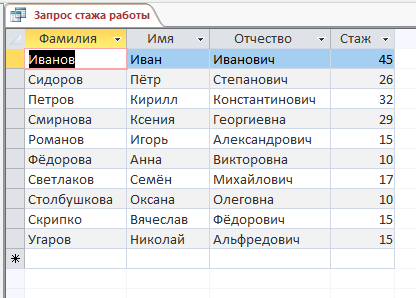 Запрос стажа работы
Фамилия Имя Отчество Стаж
Иванов Иван Иванович 45
Сидоров Пётр Степанович 26
Петров Кирилл Константинович 32
Смирнова Ксения Георгиевна 29
Романов Игорь Александрович 15
Фёдорова Анна Викторовна 10
Светлаков Семён Михайлович 17
Столбушкова Оксана Олеговна 10
Скрипко Вячеслав Фёдорович 15
Угаров Николай Альфредович 15